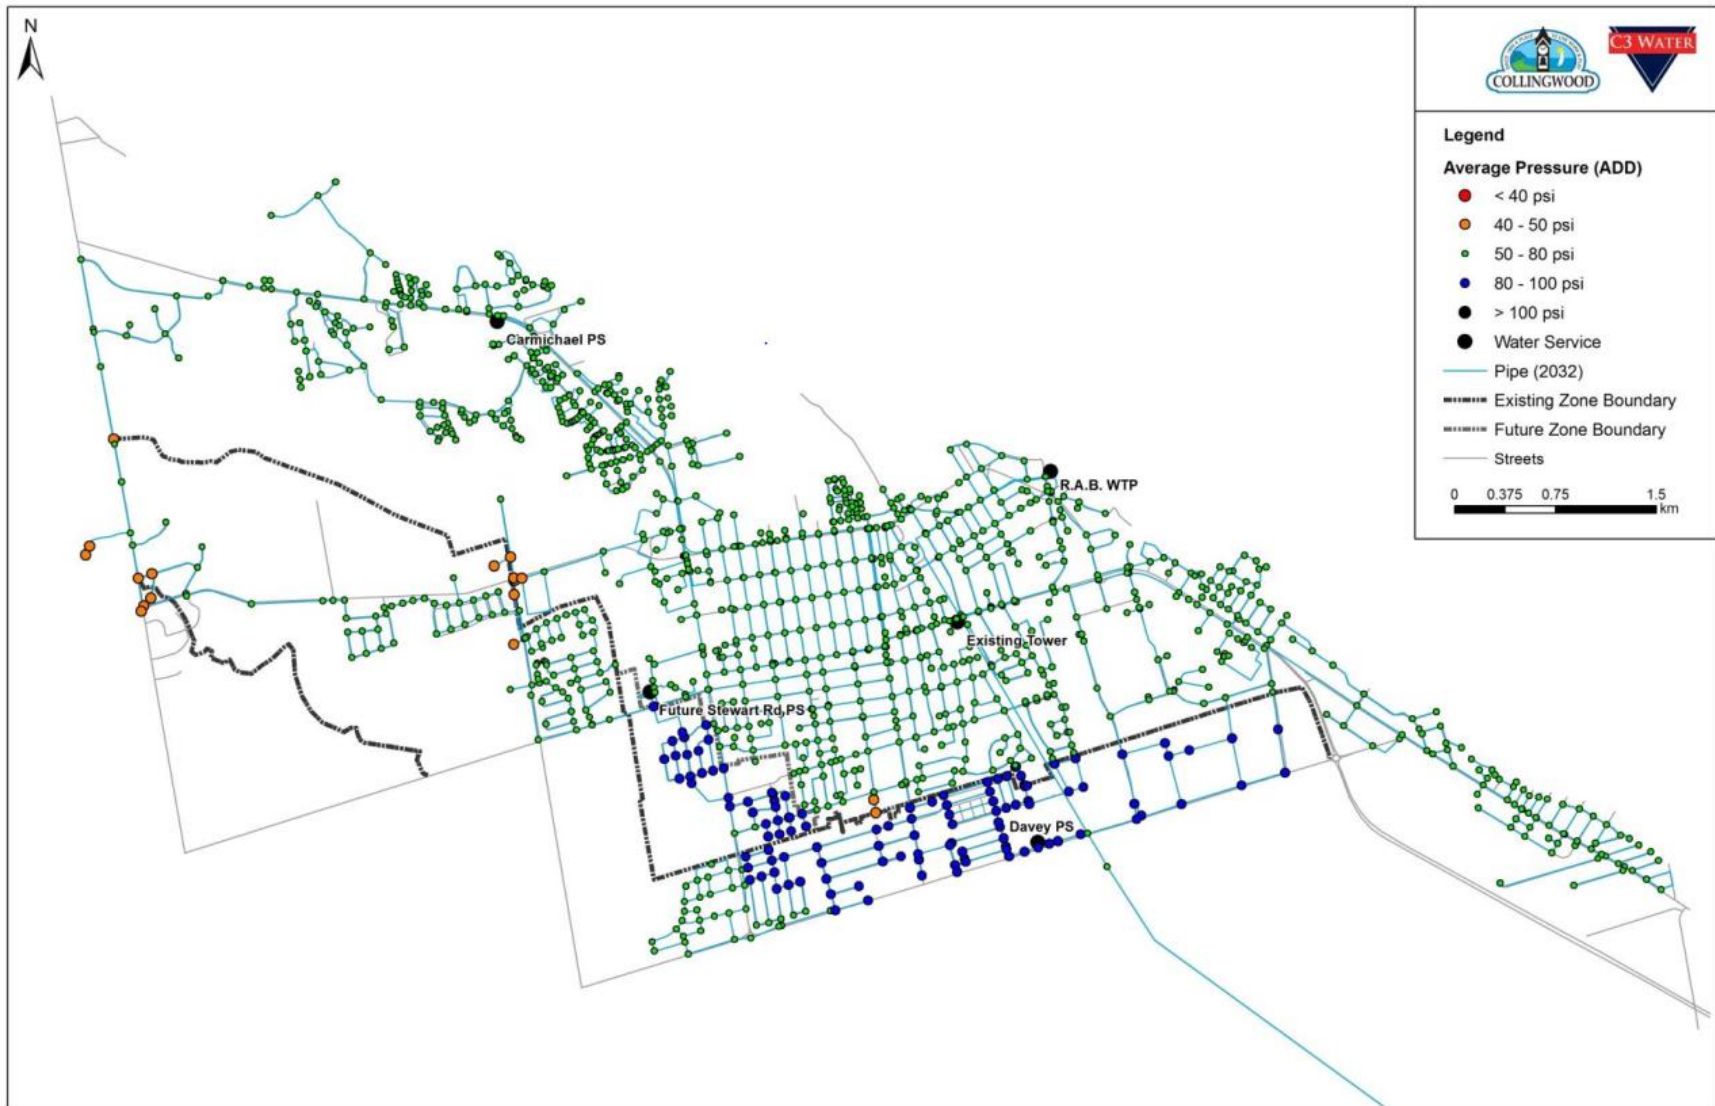 N
COLLINGWOOD
C3 WATER
Legend
Average Pressure (ADD)
< 40 psi
40 - 50 psi
50 - 80 psi
80 - 100 psi
> 100 psi
Water Service
Pipe (2032)
Existing Zone Boundary
Future Zone Boundary
Streets
0 0.375 0.75 1.5
km
Carmichael PS
R.A.B. WTP
Existing Tower
Future Stewart Rd PS
Davey PS